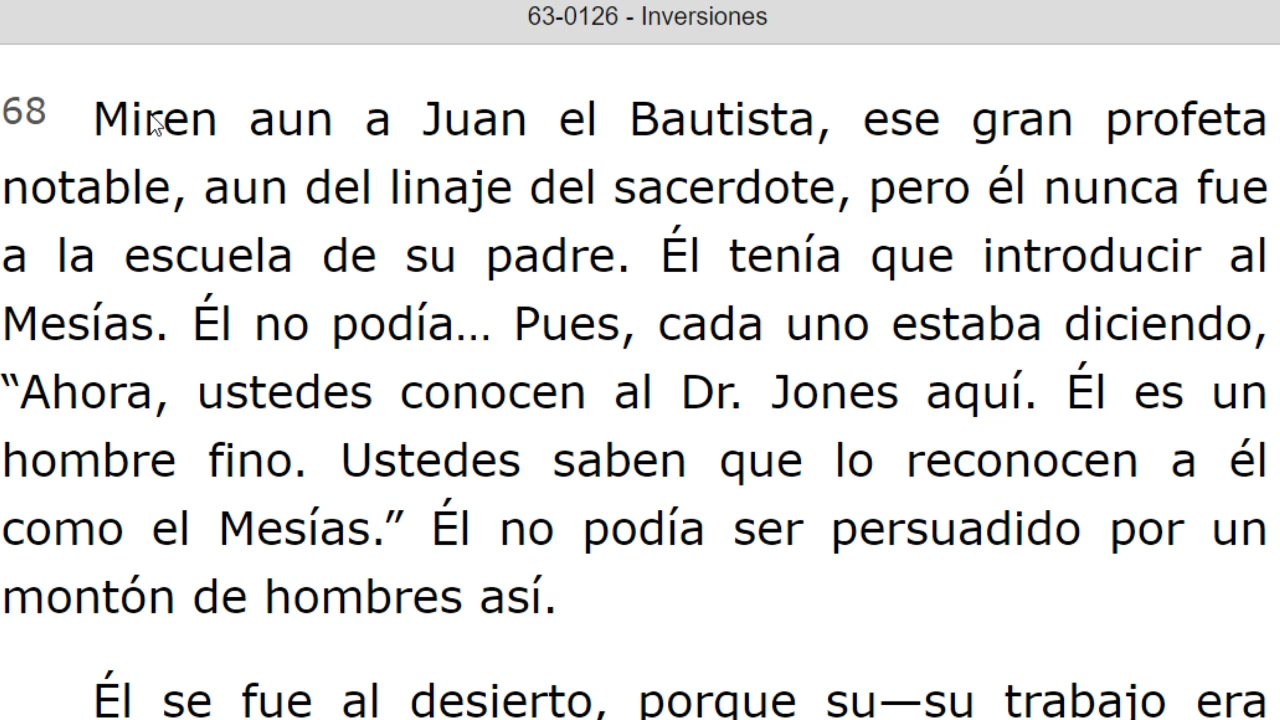 63-0126 - Inversiones
68 Miren aun a Juan el Bautista, ese gran profeta
notable, aun del linaje del sacerdote, pero él nunca fue
a la escuela de su padre. Él tenía que introducir al
Mesías. Él no podía… Pues, cada uno estaba diciendo,
“Ahora, ustedes conocen al Dr. Jones aquí. Él es un
hombre fino. Ustedes saben que lo reconocen a él
como el Mesías.” Él no podía ser persuadido por un
montón de hombres así.
Él se fue al desierto, porque su—su trabajo era